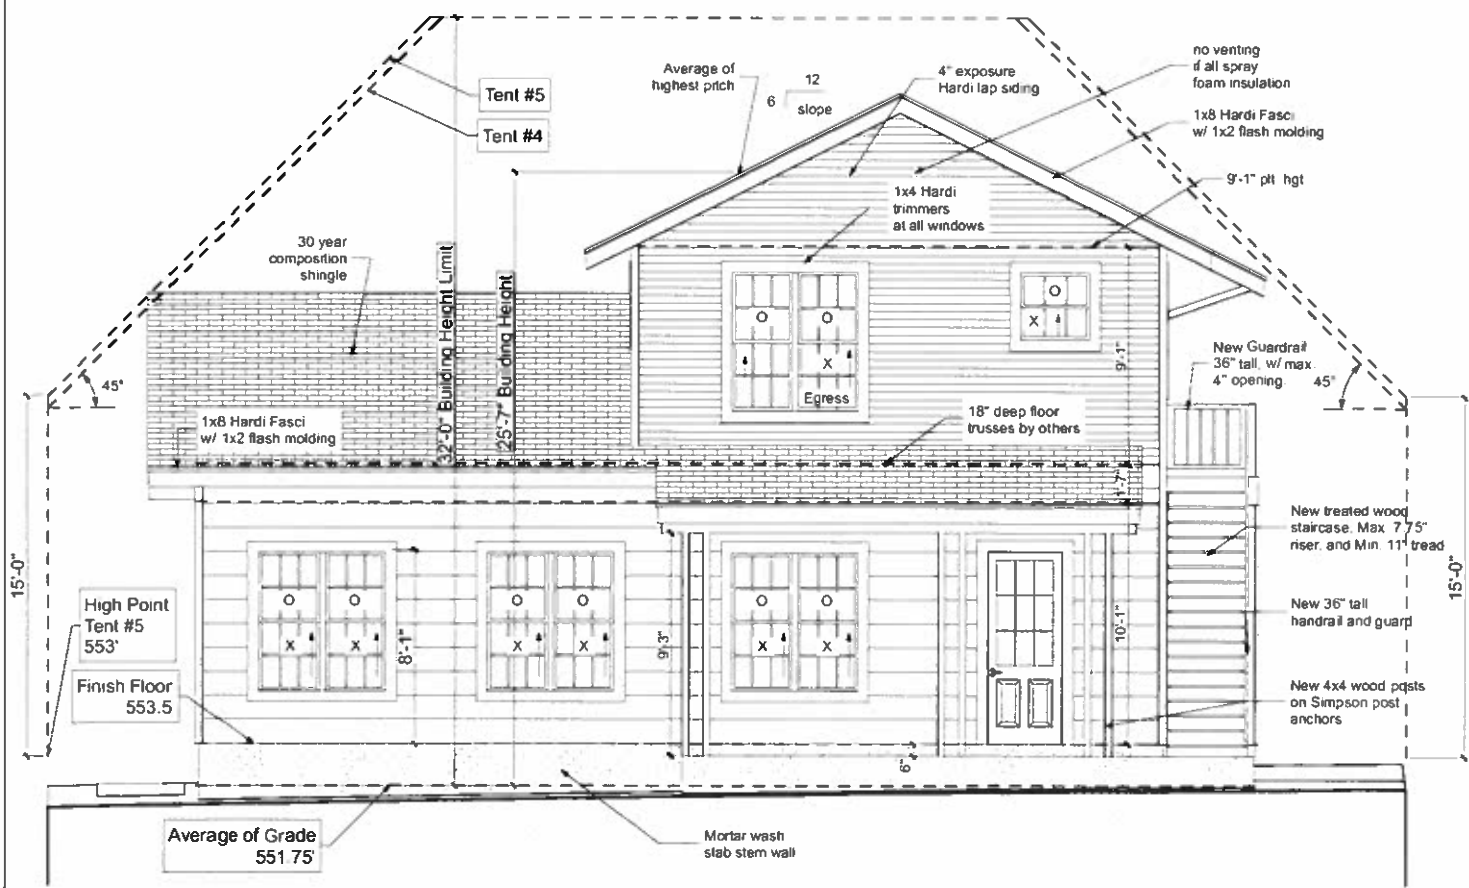 no venting
if all spray
foam insulation
Average of
highest pitch
12
6
slope
4" exposure
Hardi lap siding
Tent #5
Tent #4
1x8 Hardi Fasci
w/ 1x2 flash molding
9'-1" plt hgt
1x4 Hardi
trimmers
at all windows
30 year
composition
shingle
32'-0" Building Height Limit
25'-7" Building Height
O
O
O
X
X
Egress
9'-1"
New Guardrail
36" tall, w/ max
4" opening
45°
45°
1x8 Hardi Fasci
w/ 1x2 flash molding
18" deep floor
trusses by others
1'-7"
New treated wood
staircase. Max 7.75"
riser, and Min. 11" tread
15'-0"
15'-0"
High Point
Tent #5
553'
O
O
O
O
O
O
X
X
X
X
X
X
8'-1"
9'-3"
10'-1"
New 36" tall
handrail and guard
Finish Floor
553.5
New 4x4 wood posts
on Simpson post
anchors
6"
Average of Grade
551.75'
Mortar wash
slab stem wall